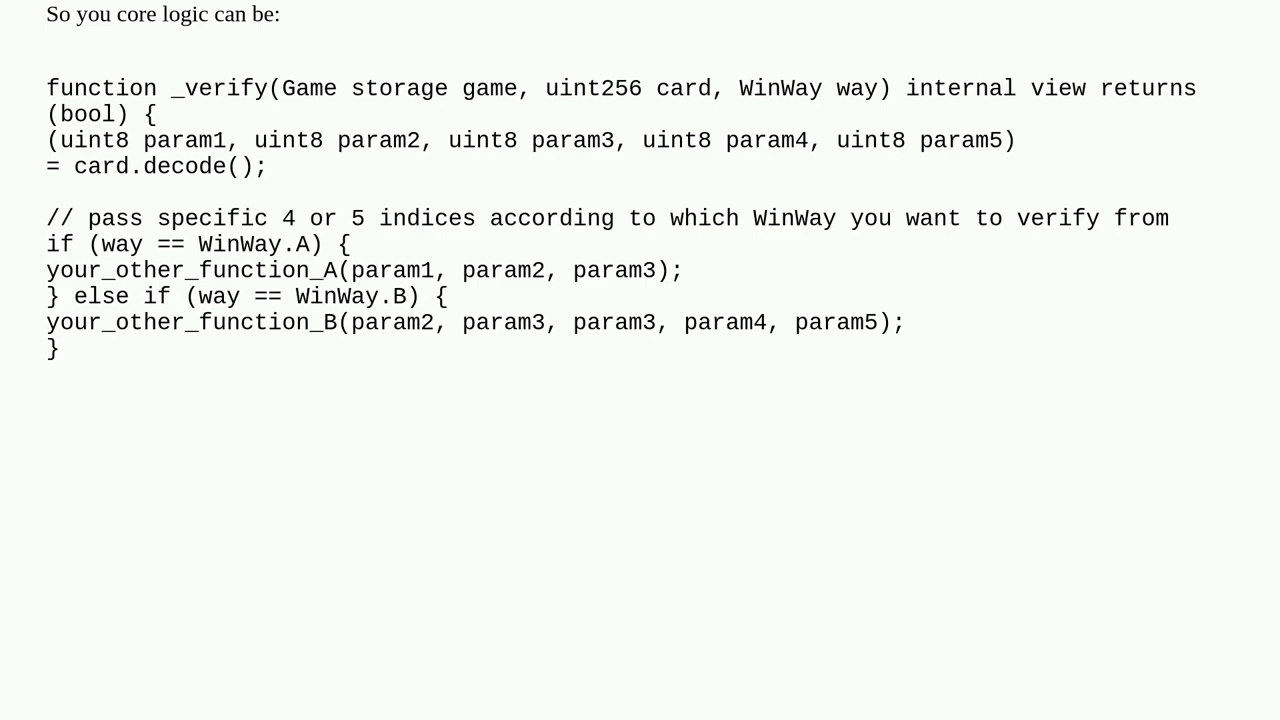 So you core logic can be:
function _verify(Game storage game, uint256 card, WinWay way) internal view returns
(bool) {
(uint8 param1, uint8 param2, uint8 param3, uint8 param4, uint8 param5)
= card.decode();
// pass specific 4 or 5 indices according to which WinWay you want to verify from
if (way == WinWay.A) {
your_other_function_A(param1, param2, param3);
} else if (way == WinWay.B) {
your_other_function_B(param2, param3, param3, param4, param5);
}